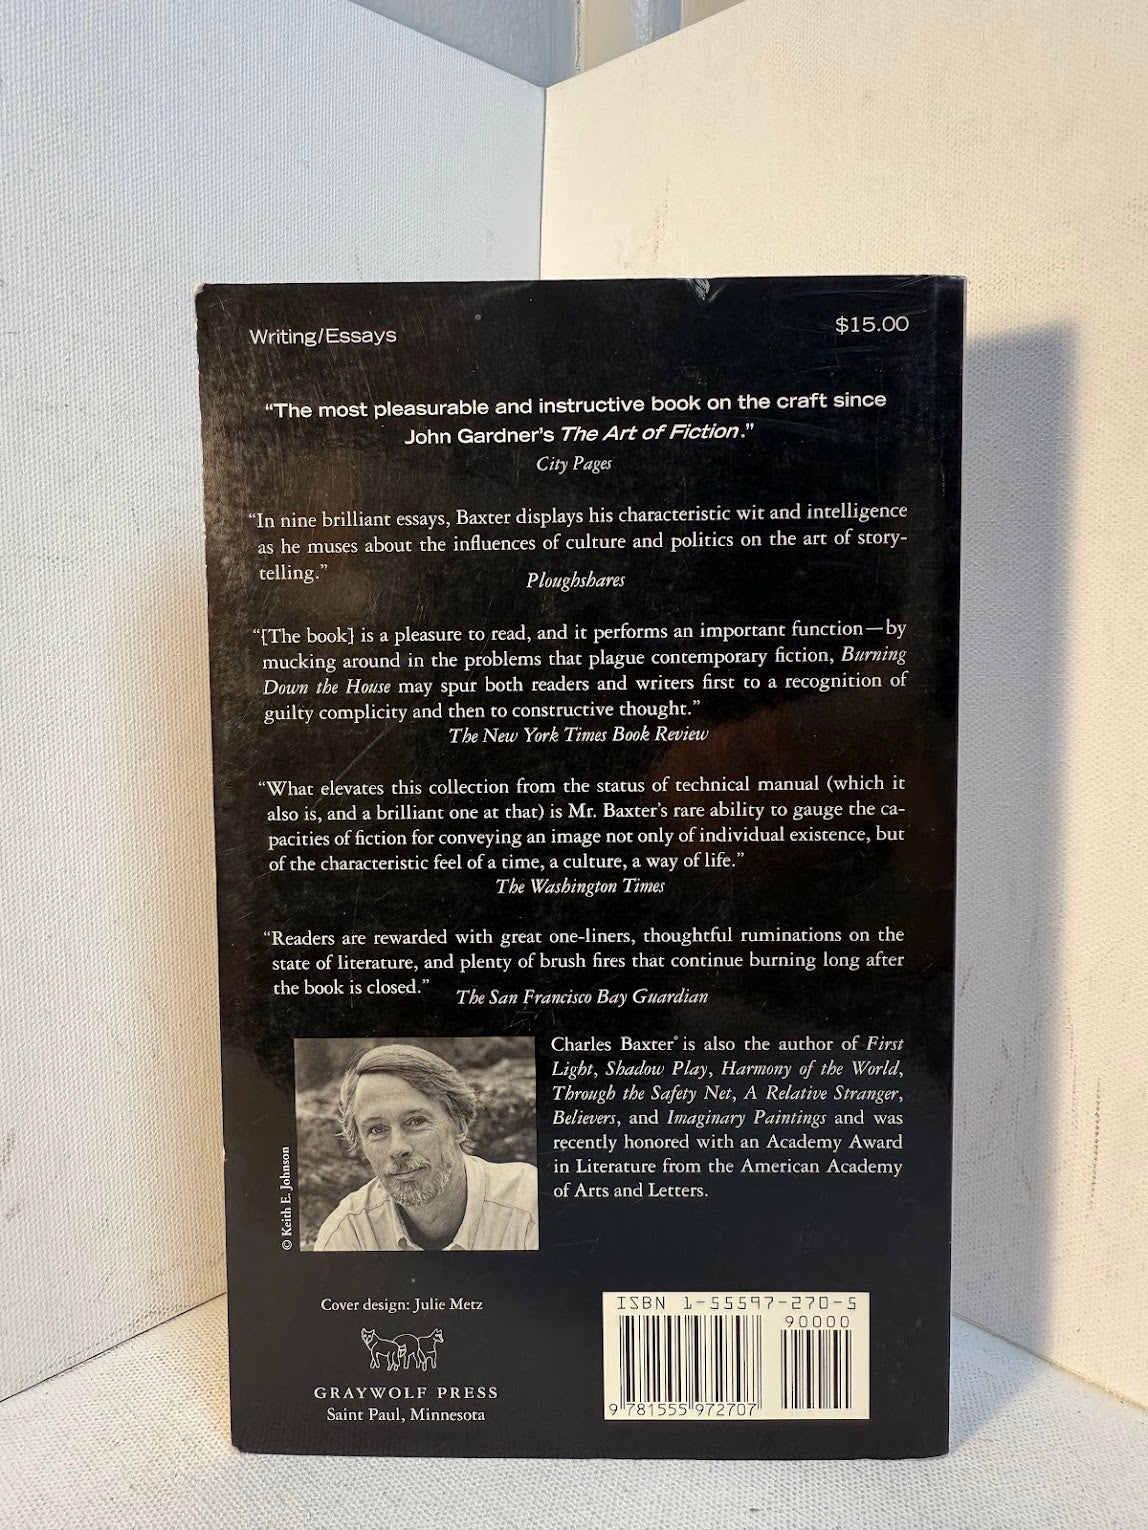 Writing/Essays
$15.00
“The most pleasurable and instructive book on the craft since
John Gardner's The Art of Fiction.”
City Pages
“In nine brilliant essays, Baxter displays his characteristic wit and intelligence
as he muses about the influences of culture and politics on the art of story-
telling.”
Ploughshares
“[The book] is a pleasure to read, and it performs an important function—by
mucking around in the problems that plague contemporary fiction, Burning
Down the House may spur both readers and writers first to a recognition of
guilty complicity and then to constructive thought.”
The New York Times Book Review
“What elevates this collection from the status of technical manual (which it
also is, and a brilliant one at that) is Mr. Baxter's rare ability to gauge the ca-
pacities of fiction for conveying an image not only of individual existence, but
of the characteristic feel of a time, a culture, a way of life.”
The Washington Times
“Readers are rewarded with great one-liners, thoughtful ruminations on the
state of literature, and plenty of brush fires that continue burning long after
the book is closed.”
The San Francisco Bay Guardian
© Keith E. Johnson
Charles Baxter is also the author of First
Light, Shadow Play, Harmony of the World,
Through the Safety Net, A Relative Stranger,
Believers, and Imaginary Paintings and was
recently honored with an Academy Award
in Literature from the American Academy
of Arts and Letters.
Cover design: Julie Metz
GRAYWOLF PRESS
Saint Paul, Minnesota
ISBN 1-55597-270-5
90000
9 781555 972707